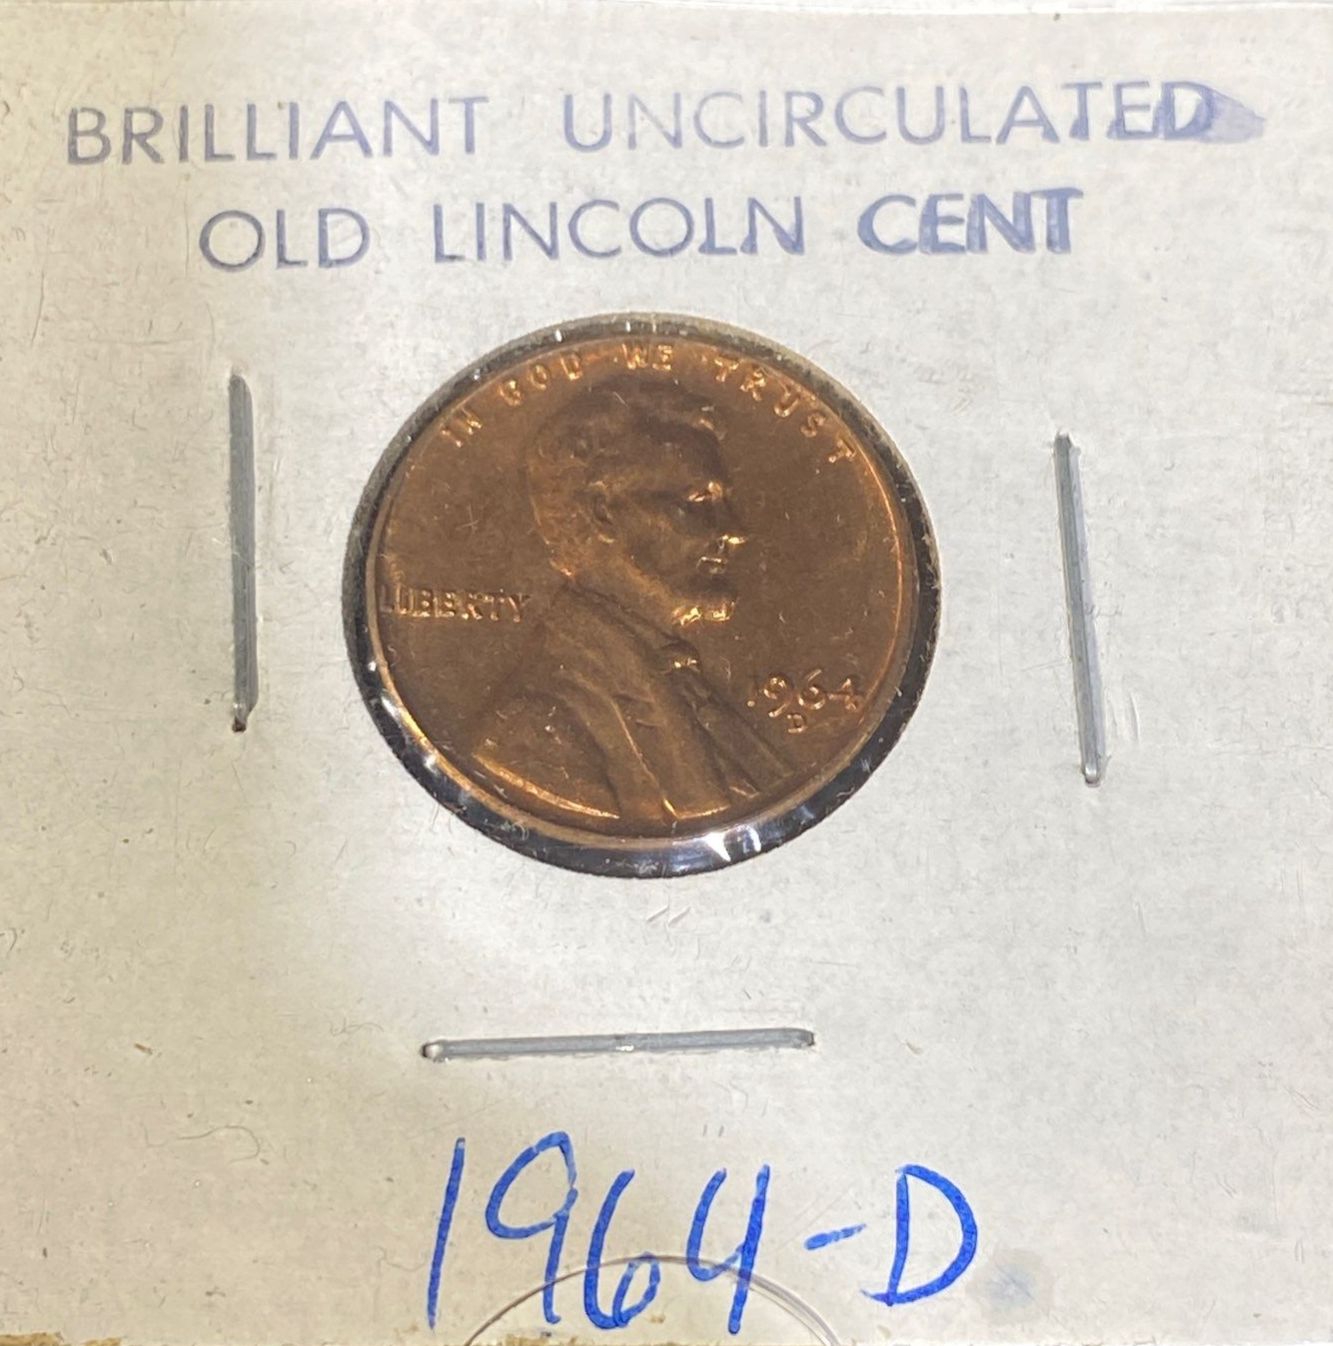 BRILLIANT UNCIRCULATED
OLD LINCOLN CENT
IN GOD WE TRUST
LIBERTY
1964
D
1964-D